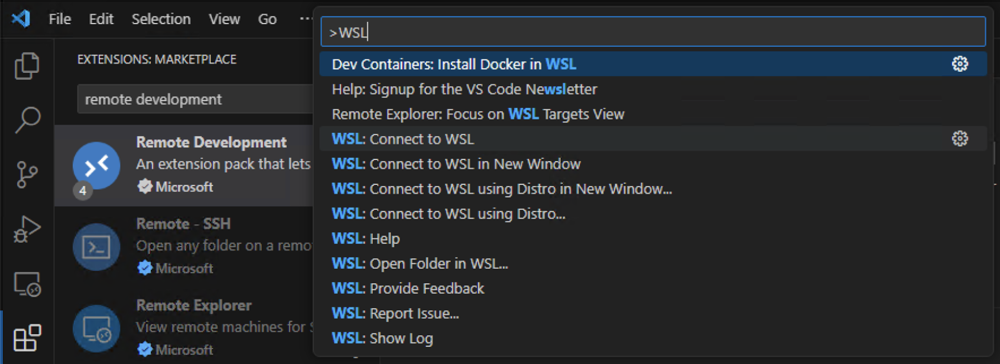 File Edit Selection View Go ...
>WSL
EXTENSIONS: MARKETPLACE
remote development
Remote Development
An extension pack that lets
Microsoft
4
Remote - SSH
Open any folder on a remo
Microsoft
Remote Explorer
View remote machines for S
Microsoft
Dev Containers: Install Docker in WSL
Help: Signup for the VS Code Newsletter
Remote Explorer: Focus on WSL Targets View
WSL: Connect to WSL
WSL: Connect to WSL in New Window
WSL: Connect to WSL using Distro in New Window...
WSL: Connect to WSL using Distro...
WSL: Help
WSL: Open Folder in WSL...
WSL: Provide Feedback
WSL: Report Issue...
WSL: Show Log